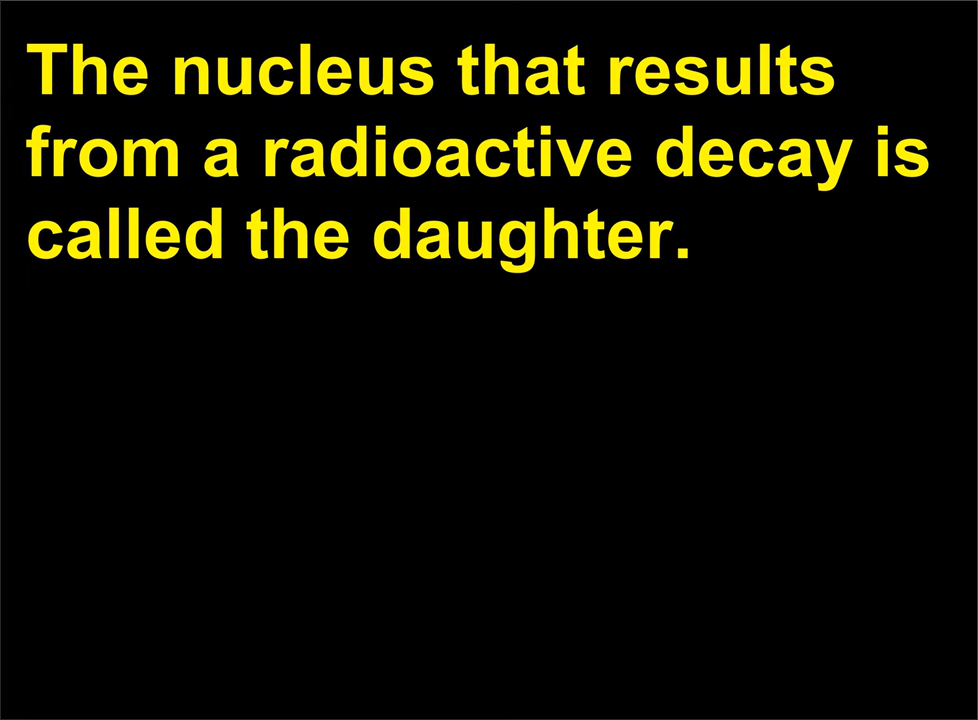 The nucleus that results
from a radioactive decay is
called the daughter.